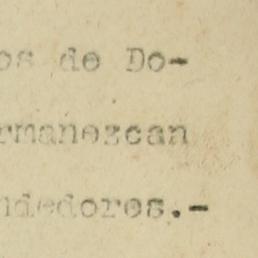 os de Do-
rmanezcan
ndedores.-